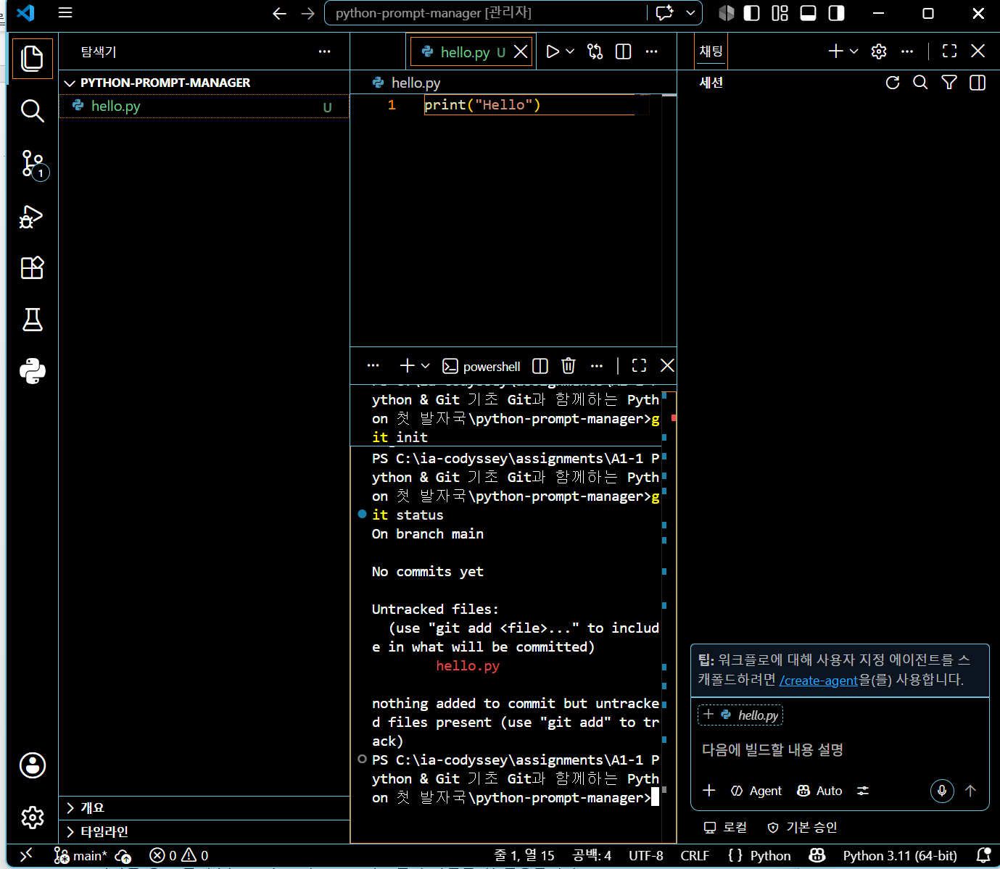 python-prompt-manager [관리자]
탐색기
PYTHON-PROMPT-MANAGER
hello.py U
hello.py U
hello.py
1 print("Hello")
powershell
ython & Git 기초 Git과 함께하는 Pyth
on 첫 발자국\python-prompt-manager>g
it init
PS C:\ia-codyssey\assignments\A1-1 P
ython & Git 기초 Git과 함께하는 Pyth
on 첫 발자국\python-prompt-manager>g
it status
On branch main
No commits yet
Untracked files:
(use "git add <file>..." to includ
e in what will be committed)
hello.py
nothing added to commit but untracke
d files present (use "git add" to tr
ack)
PS C:\ia-codyssey\assignments\A1-1 P
ython & Git 기초 Git과 함께하는 Pyth
on 첫 발자국\python-prompt-manager>
채팅
세션
팁: 워크플로에 대해 사용자 지정 에이전트를 스
캐폴드하려면 /create-agent을(를) 사용합니다.
hello.py
다음에 빌드할 내용 설명
Agent Auto
로컬 기본 승인
1
개요
타임라인
main* 0 0 줄 1, 열 15 공백: 4 UTF-8 CRLF { } Python Python 3.11 (64-bit)